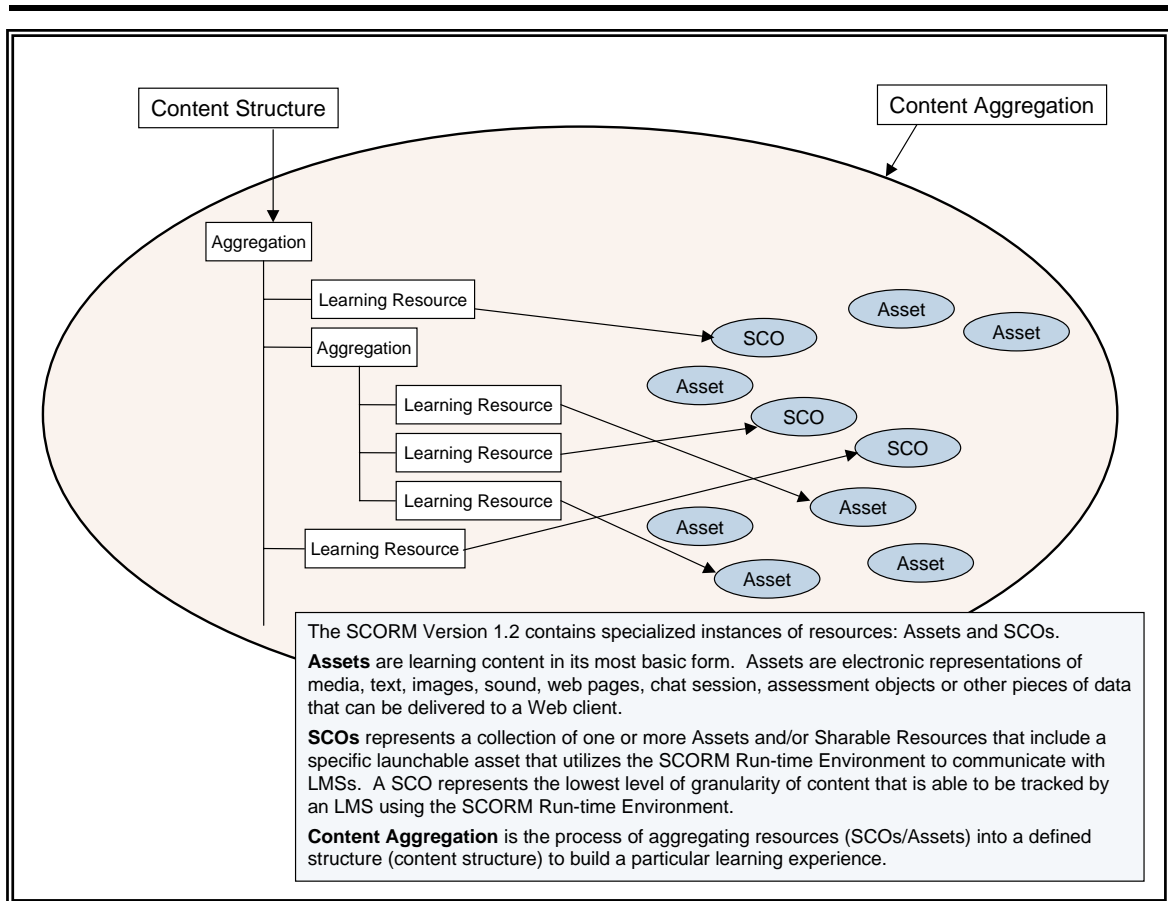 Content Structure
Content Aggregation
Aggregation
Learning Resource
Aggregation
Learning Resource
Learning Resource
Learning Resource
Learning Resource
SCO
Asset
Asset
Asset
SCO
SCO
Asset
Asset
Asset
Asset
The SCORM Version 1.2 contains specialized instances of resources: Assets and SCOs.
Assets are learning content in its most basic form. Assets are electronic representations of
media, text, images, sound, web pages, chat session, assessment objects or other pieces of data
that can be delivered to a Web client.
SCOs represents a collection of one or more Assets and/or Sharable Resources that include a
specific launchable asset that utilizes the SCORM Run-time Environment to communicate with
LMSs. A SCO represents the lowest level of granularity of content that is able to be tracked by
an LMS using the SCORM Run-time Environment.
Content Aggregation is the process of aggregating resources (SCOs/Assets) into a defined
structure (content structure) to build a particular learning experience.